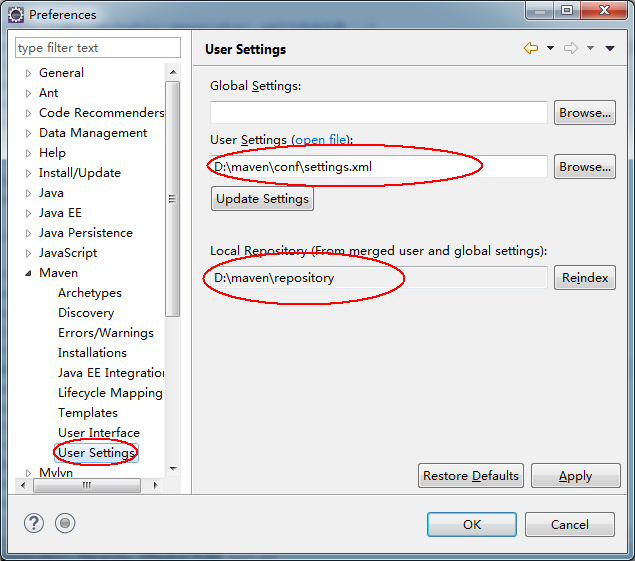 Preferences
type filter text
General
Ant
Code Recommenders
Data Management
Help
Install/Update
Java
Java EE
Java Persistence
JavaScript
Maven
Archetypes
Discovery
Errors/Warnings
Installations
Java EE Integration
Lifecycle Mappings
Templates
User Interface
User Settings
Mylyn
User Settings
Global Settings:
Browse...
User Settings (open file):
D:\maven\conf\settings.xml
Browse...
Update Settings
Local Repository (From merged user and global settings):
D:\maven\repository
Reindex
Restore Defaults
Apply
OK
Cancel